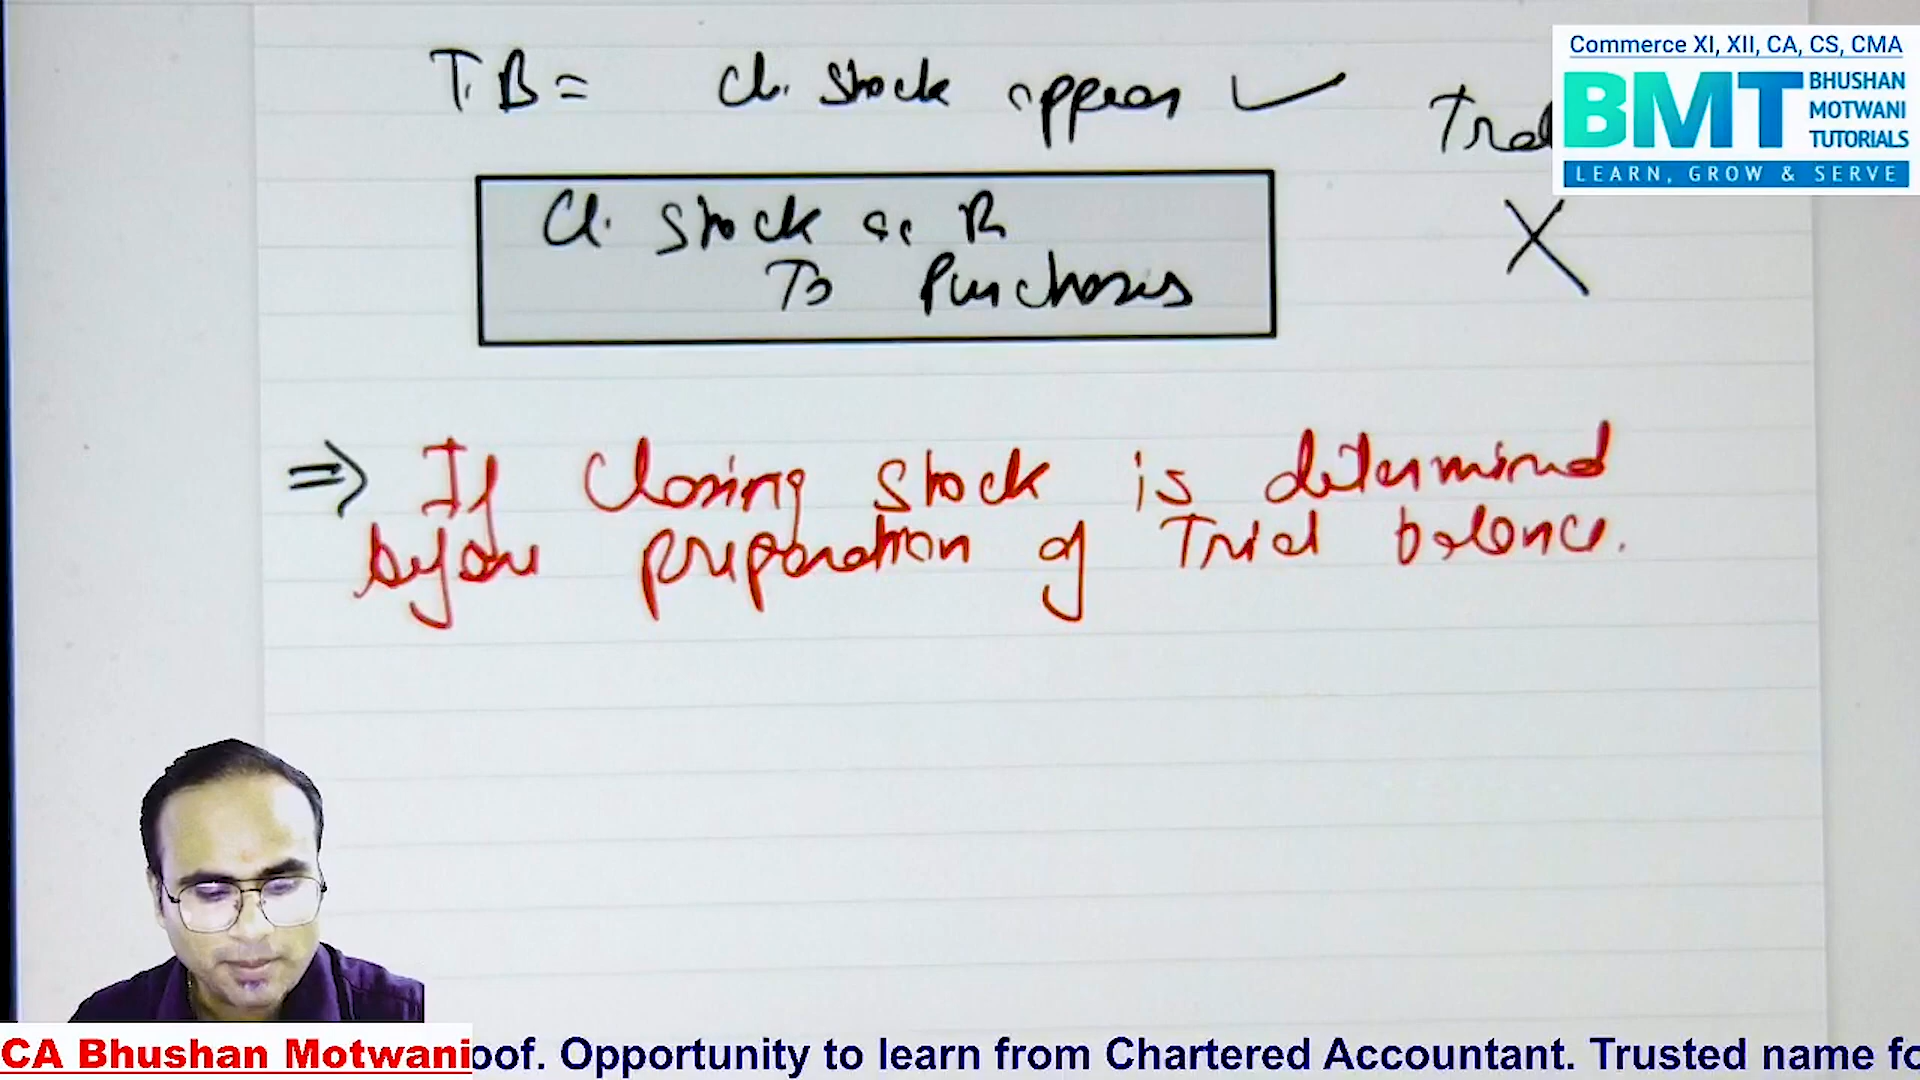 T.B = Cl. Stock appears
Cl. Stock a/c Dr
To Purchases
⇒ If Closing Stock is determined
before preparation of Trial balance.
Commerce XI, XII, CA, CS, CMA
BMT BHUSHAN
MOTWANI
TUTORIALS
LEARN, GROW & SERVE
CA Bhushan Motwani
oof. Opportunity to learn from Chartered Accountant. Trusted name fo